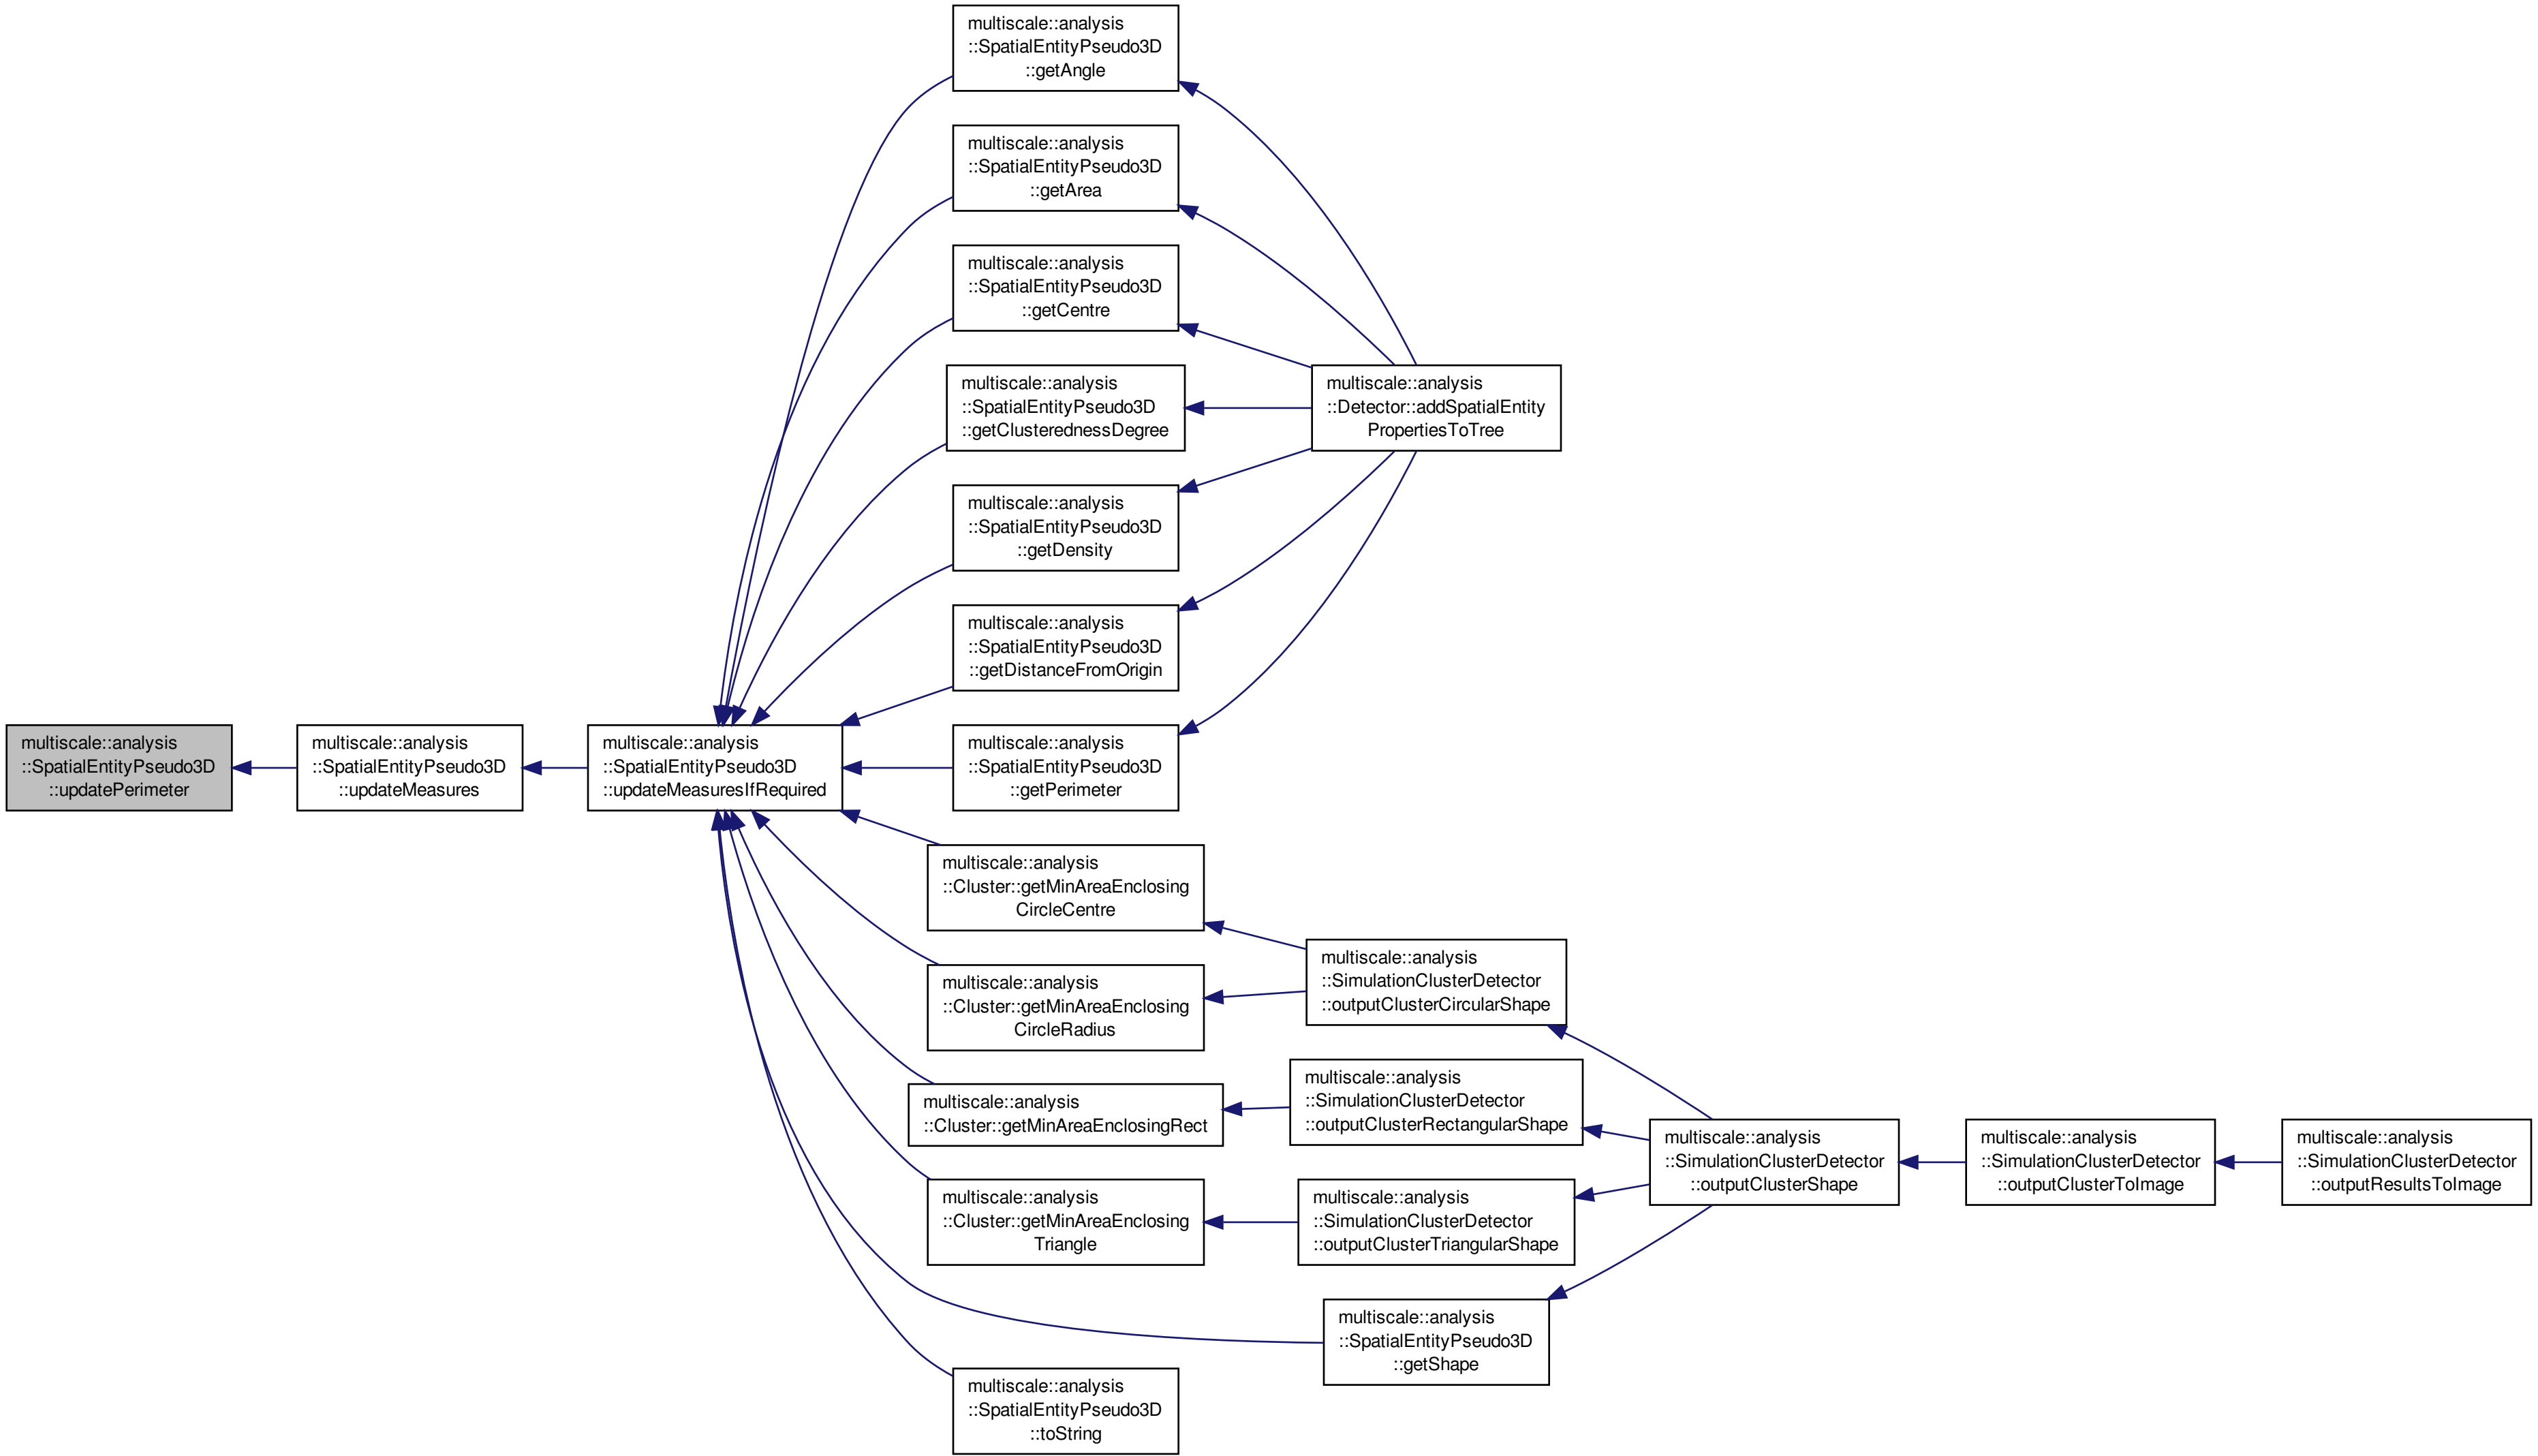 multiscale::analysis
::SpatialEntityPseudo3D
::updatePerimeter
multiscale::analysis
::SpatialEntityPseudo3D
::updateMeasures
multiscale::analysis
::SpatialEntityPseudo3D
::updateMeasuresIfRequired
multiscale::analysis
::SpatialEntityPseudo3D
::getAngle
multiscale::analysis
::SpatialEntityPseudo3D
::getArea
multiscale::analysis
::SpatialEntityPseudo3D
::getCentre
multiscale::analysis
::SpatialEntityPseudo3D
::getClusterednessDegree
multiscale::analysis
::SpatialEntityPseudo3D
::getDensity
multiscale::analysis
::SpatialEntityPseudo3D
::getDistanceFromOrigin
multiscale::analysis
::SpatialEntityPseudo3D
::getPerimeter
multiscale::analysis
::Cluster::getMinAreaEnclosing
CircleCentre
multiscale::analysis
::Cluster::getMinAreaEnclosing
CircleRadius
multiscale::analysis
::Cluster::getMinAreaEnclosingRect
multiscale::analysis
::Cluster::getMinAreaEnclosing
Triangle
multiscale::analysis
::SpatialEntityPseudo3D
::toString
multiscale::analysis
::Detector::addSpatialEntity
PropertiesToTree
multiscale::analysis
::SimulationClusterDetector
::outputClusterCircularShape
multiscale::analysis
::SimulationClusterDetector
::outputClusterRectangularShape
multiscale::analysis
::SimulationClusterDetector
::outputClusterTriangularShape
multiscale::analysis
::SpatialEntityPseudo3D
::getShape
multiscale::analysis
::SimulationClusterDetector
::outputClusterShape
multiscale::analysis
::SimulationClusterDetector
::outputClusterToImage
multiscale::analysis
::SimulationClusterDetector
::outputResultsToImage